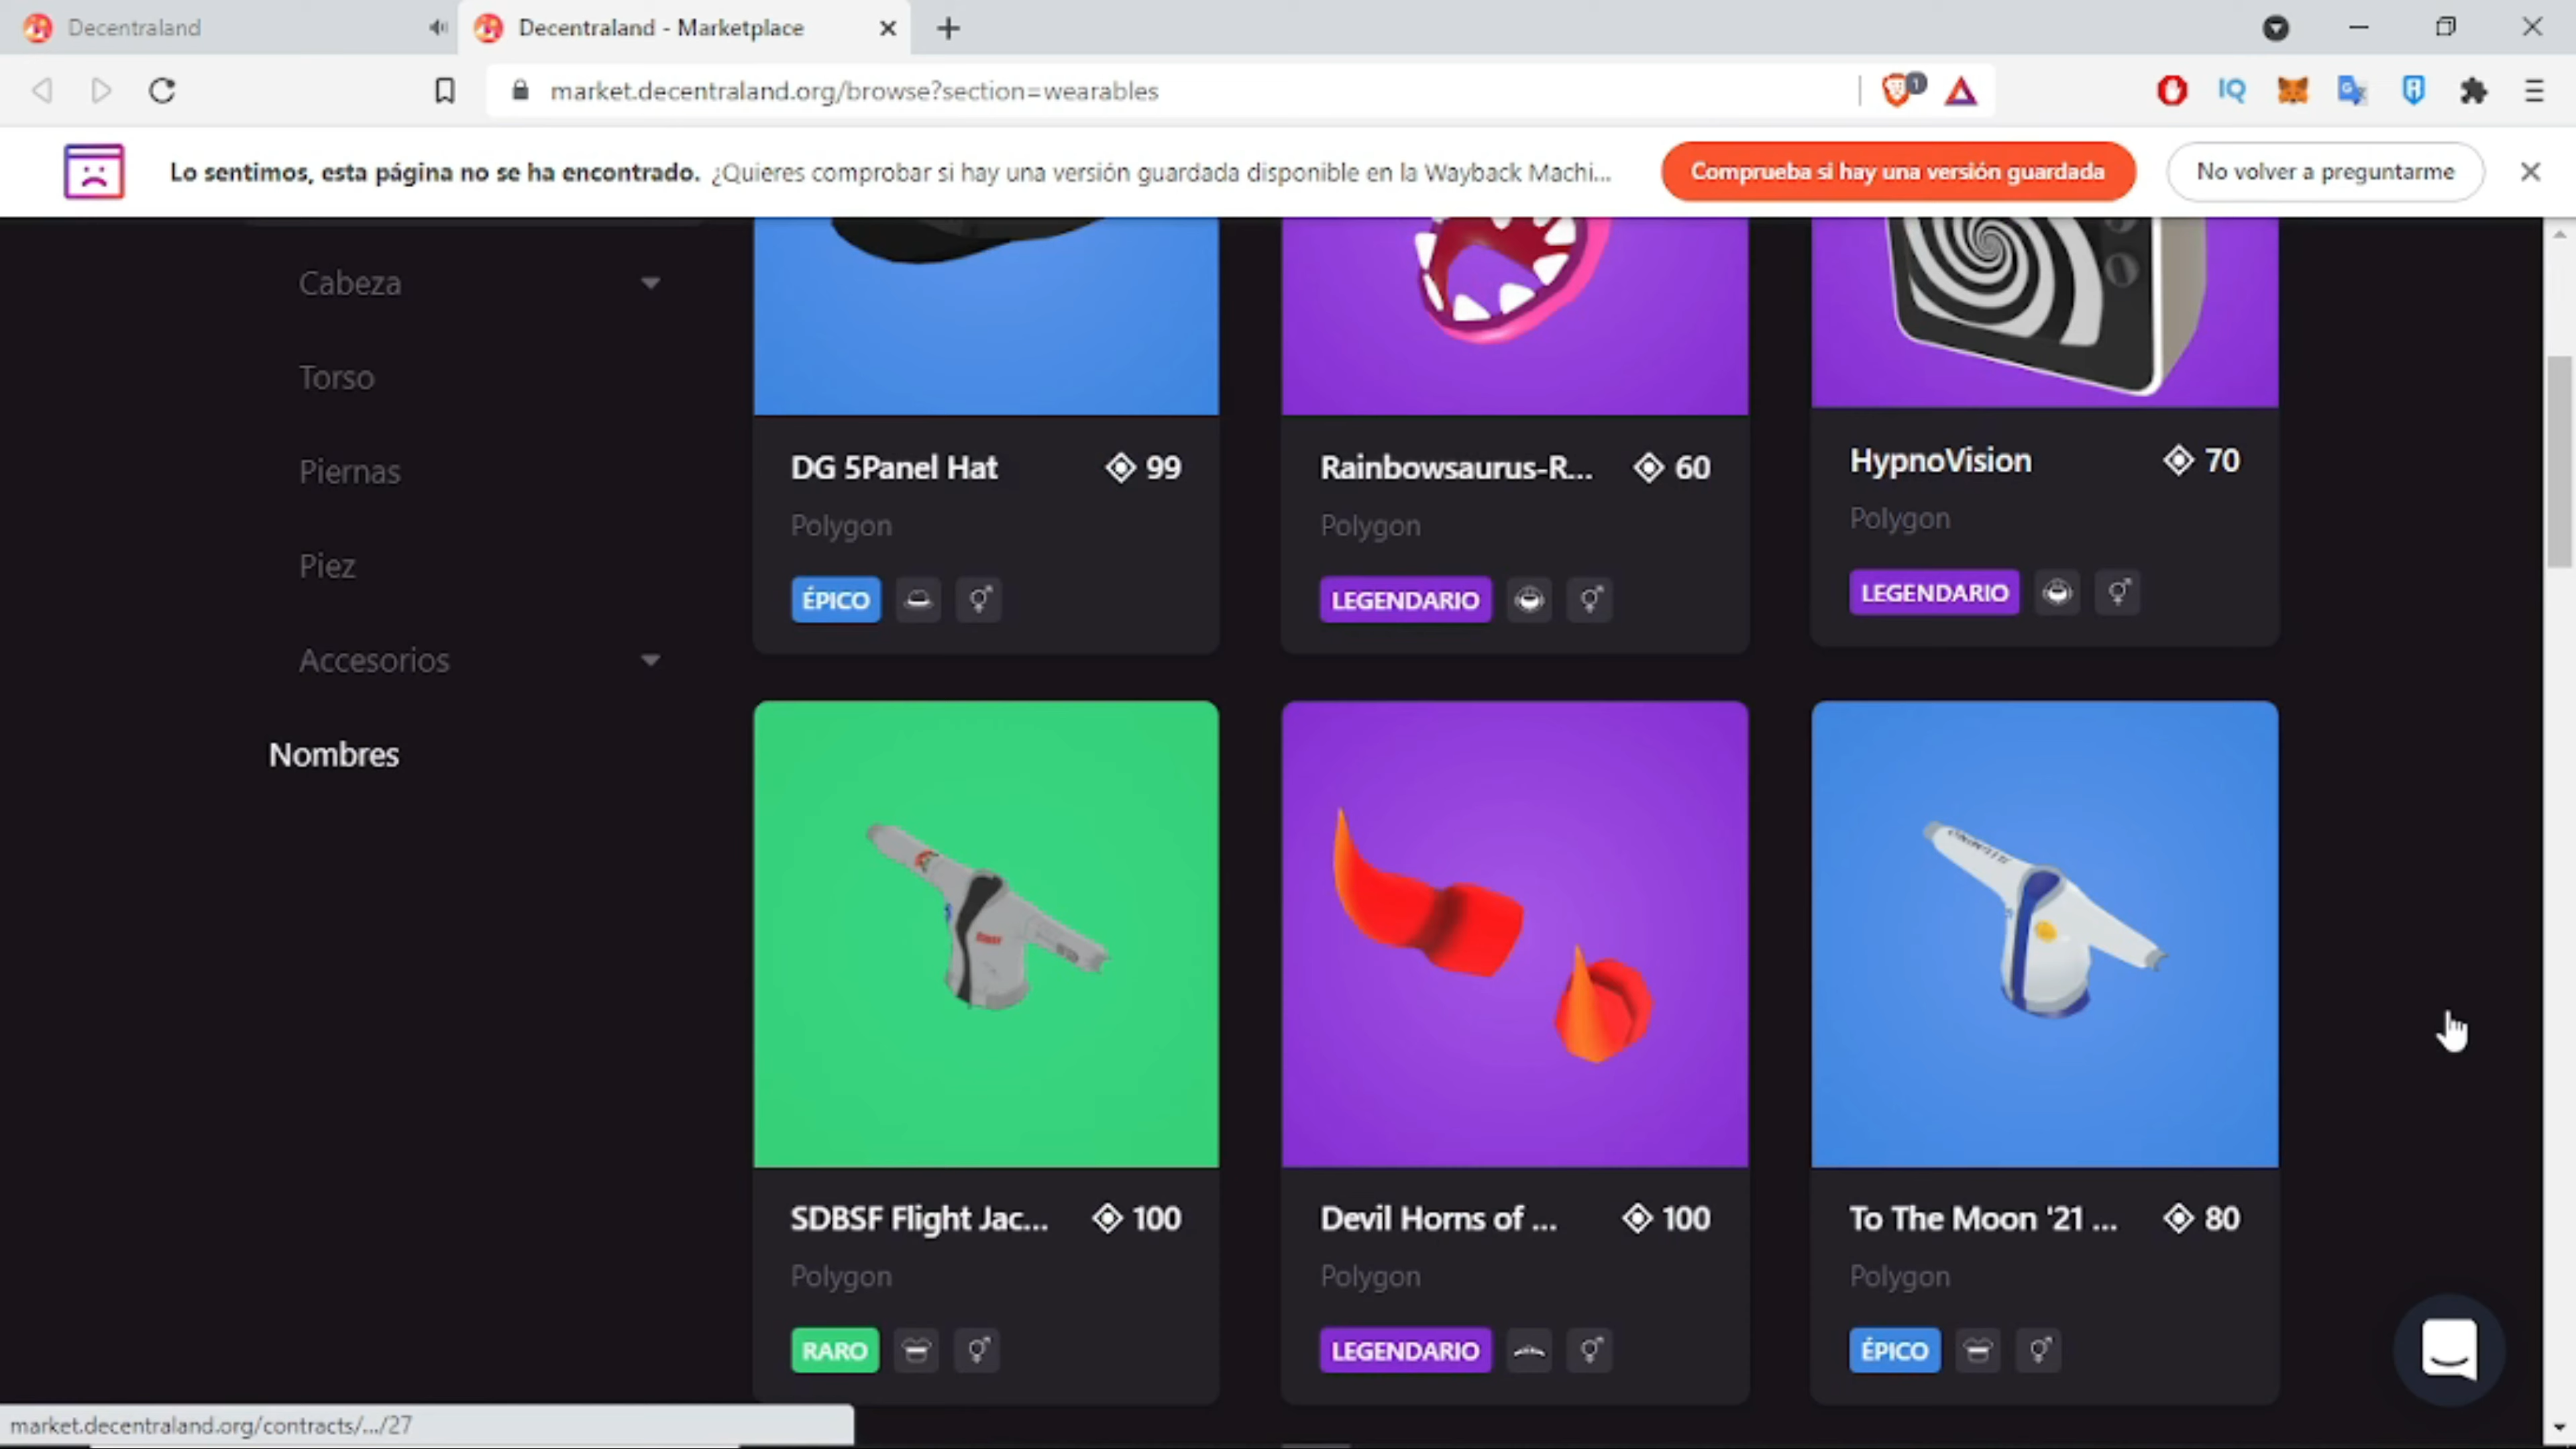 Decentraland
Decentraland - Marketplace
market.decentraland.org/browse?section=wearables
1
IQ
Lo sentimos, esta página no se ha encontrado. ¿Quieres comprobar si hay una versión guardada disponible en la Wayback Machi...
Comprueba si hay una versión guardada
No volver a preguntarme
Cabeza
Torso
Piernas
Piez
Accesorios
Nombres
DG 5Panel Hat 99
Polygon
ÉPICO
Rainbowsaurus-R... 60
Polygon
LEGENDARIO
HypnoVision 70
Polygon
LEGENDARIO
SDBSF Flight Jac... 100
Polygon
RARO
Devil Horns of ... 100
Polygon
LEGENDARIO
To The Moon '21 ... 80
Polygon
ÉPICO
market.decentraland.org/contracts/.../27